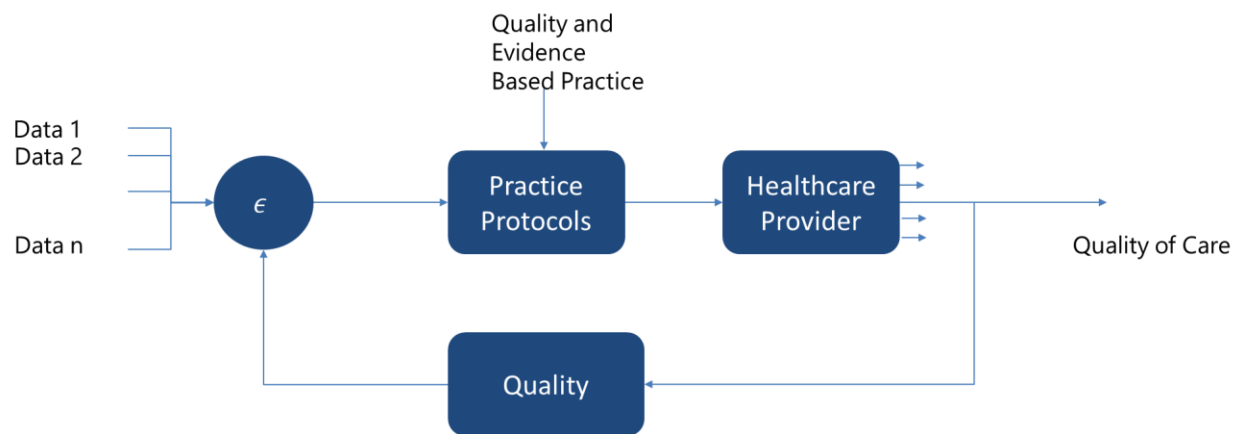 Quality and
Evidence
Based Practice
Data 1
Data 2
Data n
ϵ
Practice
Protocols
Healthcare
Provider
Quality of Care
Quality